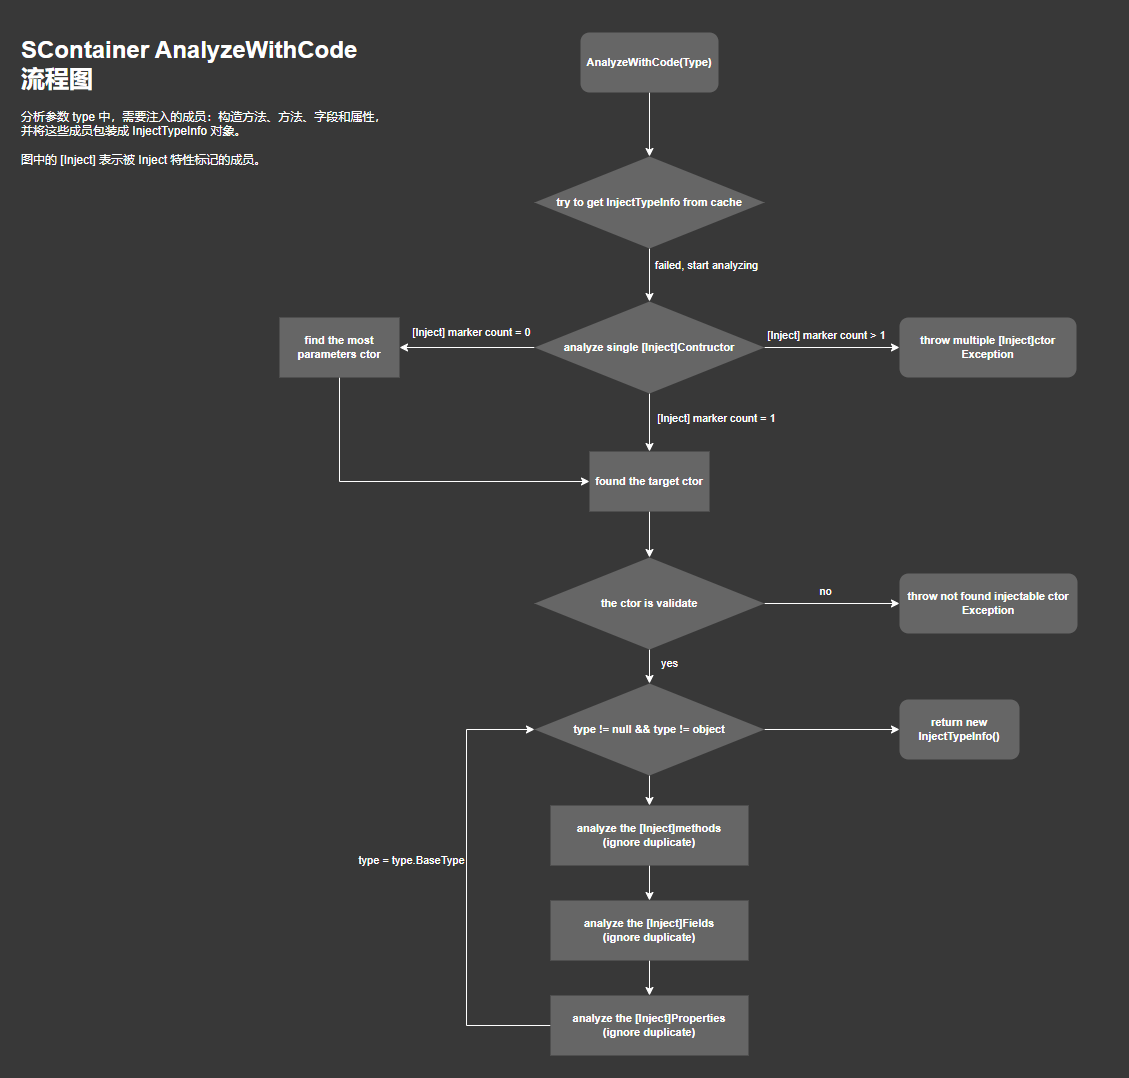 SContainer AnalyzeWithCode
流程图
分析参数 type 中，需要注入的成员：构造方法、方法、字段和属性，
并将这些成员包装成 InjectTypeInfo 对象。
图中的 [Inject] 表示被 Inject 特性标记的成员。
AnalyzeWithCode(Type)
try to get InjectTypeInfo from cache
failed, start analyzing
find the most
parameters ctor
[Inject] marker count = 0
analyze single [Inject]Contructor
[Inject] marker count > 1
throw multiple [Inject]ctor
Exception
[Inject] marker count = 1
found the target ctor
the ctor is validate
no
throw not found injectable ctor
Exception
yes
type != null && type != object
return new
InjectTypeInfo()
analyze the [Inject]methods
(ignore duplicate)
type = type.BaseType
analyze the [Inject]Fields
(ignore duplicate)
analyze the [Inject]Properties
(ignore duplicate)